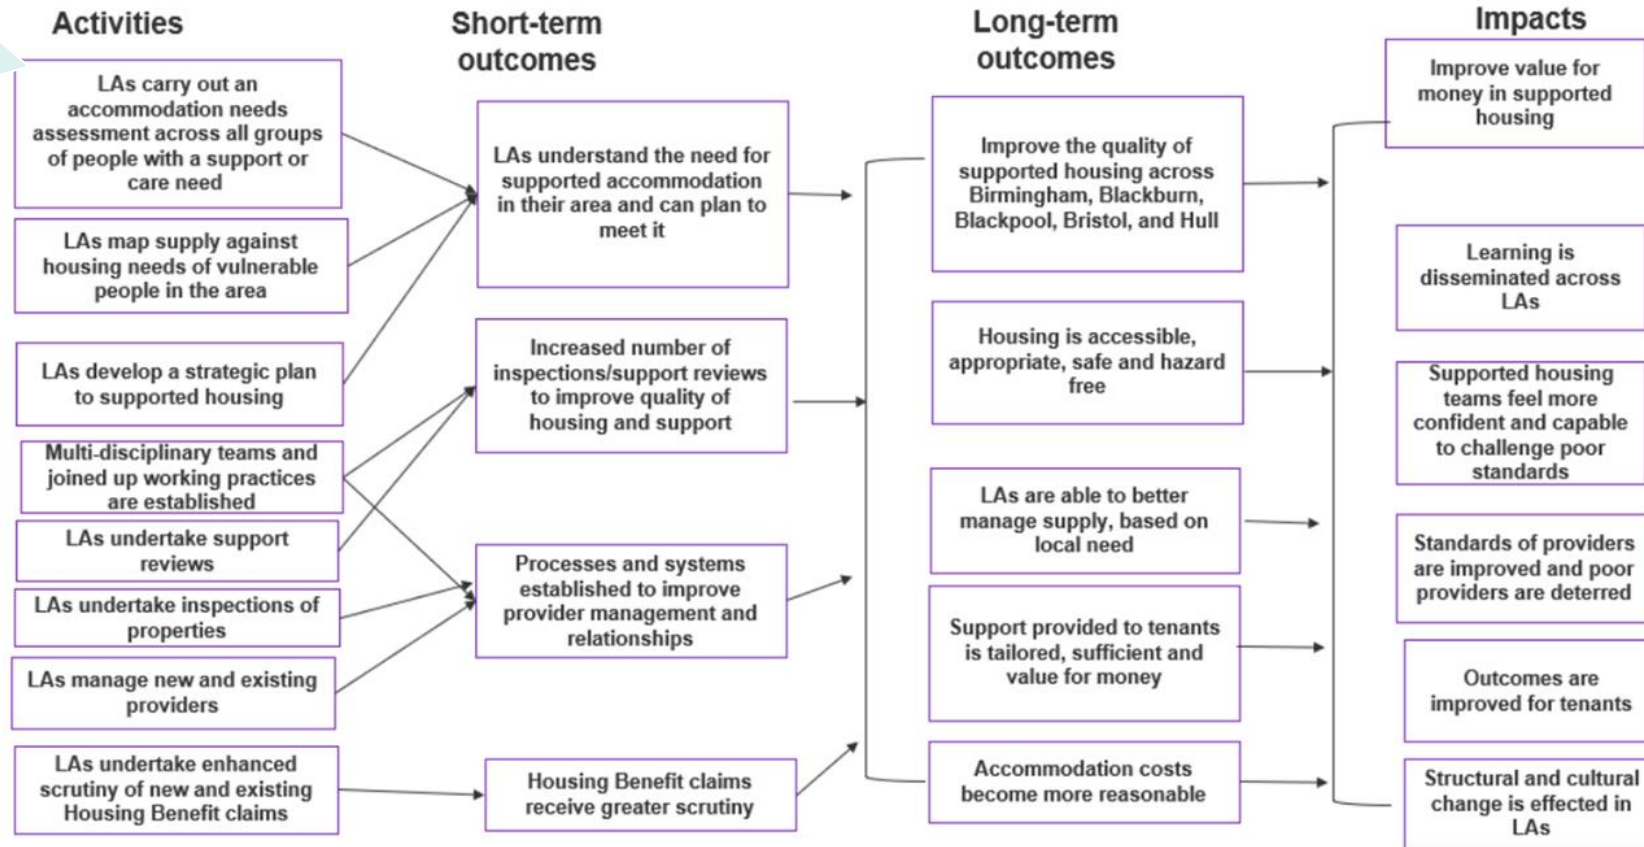 Activities
LAs carry out an
accommodation needs
assessment across all groups
of people with a support or
care need
LAs map supply against
housing needs of vulnerable
people in the area
LAs develop a strategic plan
to supported housing
Multi-disciplinary teams and
joined up working practices
are established
LAs undertake support
reviews
LAs undertake inspections of
properties
LAs manage new and existing
providers
LAs undertake enhanced
scrutiny of new and existing
Housing Benefit claims
Short-term
outcomes
LAs understand the need for
supported accommodation
in their area and can plan to
meet it
Increased number of
inspections/support reviews
to improve quality of
housing and support
Processes and systems
established to improve
provider management and
relationships
Housing Benefit claims
receive greater scrutiny
Long-term
outcomes
Improve the quality of
supported housing across
Birmingham, Blackburn,
Blackpool, Bristol, and Hull
Housing is accessible,
appropriate, safe and hazard
free
LAs are able to better
manage supply, based on
local need
Support provided to tenants
is tailored, sufficient and
value for money
Accommodation costs
become more reasonable
Impacts
Improve value for
money in supported
housing
Learning is
disseminated across
LAs
Supported housing
teams feel more
confident and capable
to challenge poor
standards
Standards of providers
are improved and poor
providers are deterred
Outcomes are
improved for tenants
Structural and cultural
change is effected in
LAs